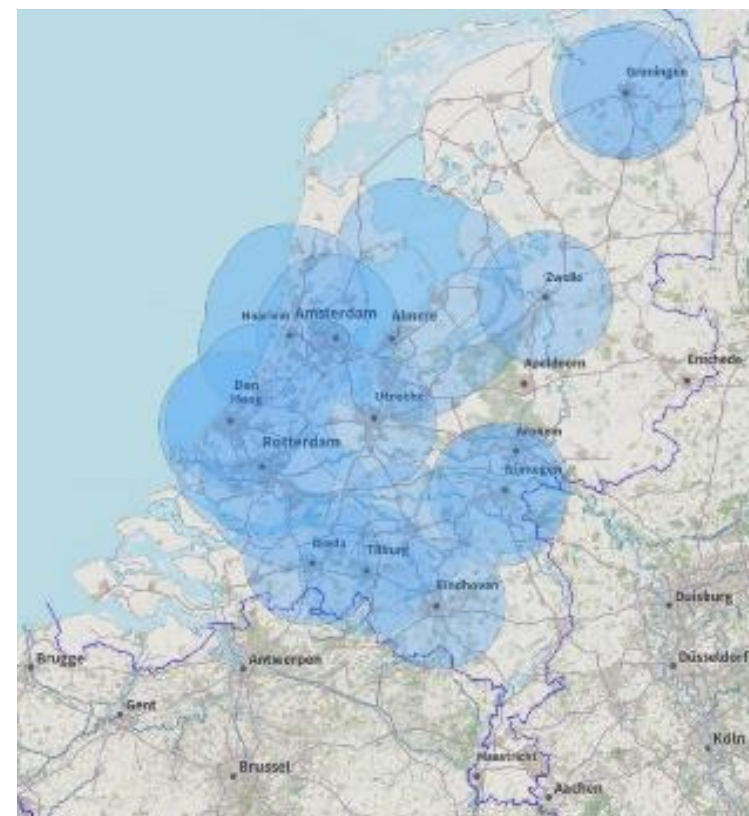 Groningen
Zwolle
Haarlem
Amsterdam
Almere
Apeldoorn
Enschede
Den
Haag
Utrecht
Rotterdam
Arnhem
Nijmegen
Breda
Tilburg
Eindhoven
Duisburg
Brugge
Antwerpen
Düsseldorf
Gent
Köln
Brussel
Maastricht
Aachen